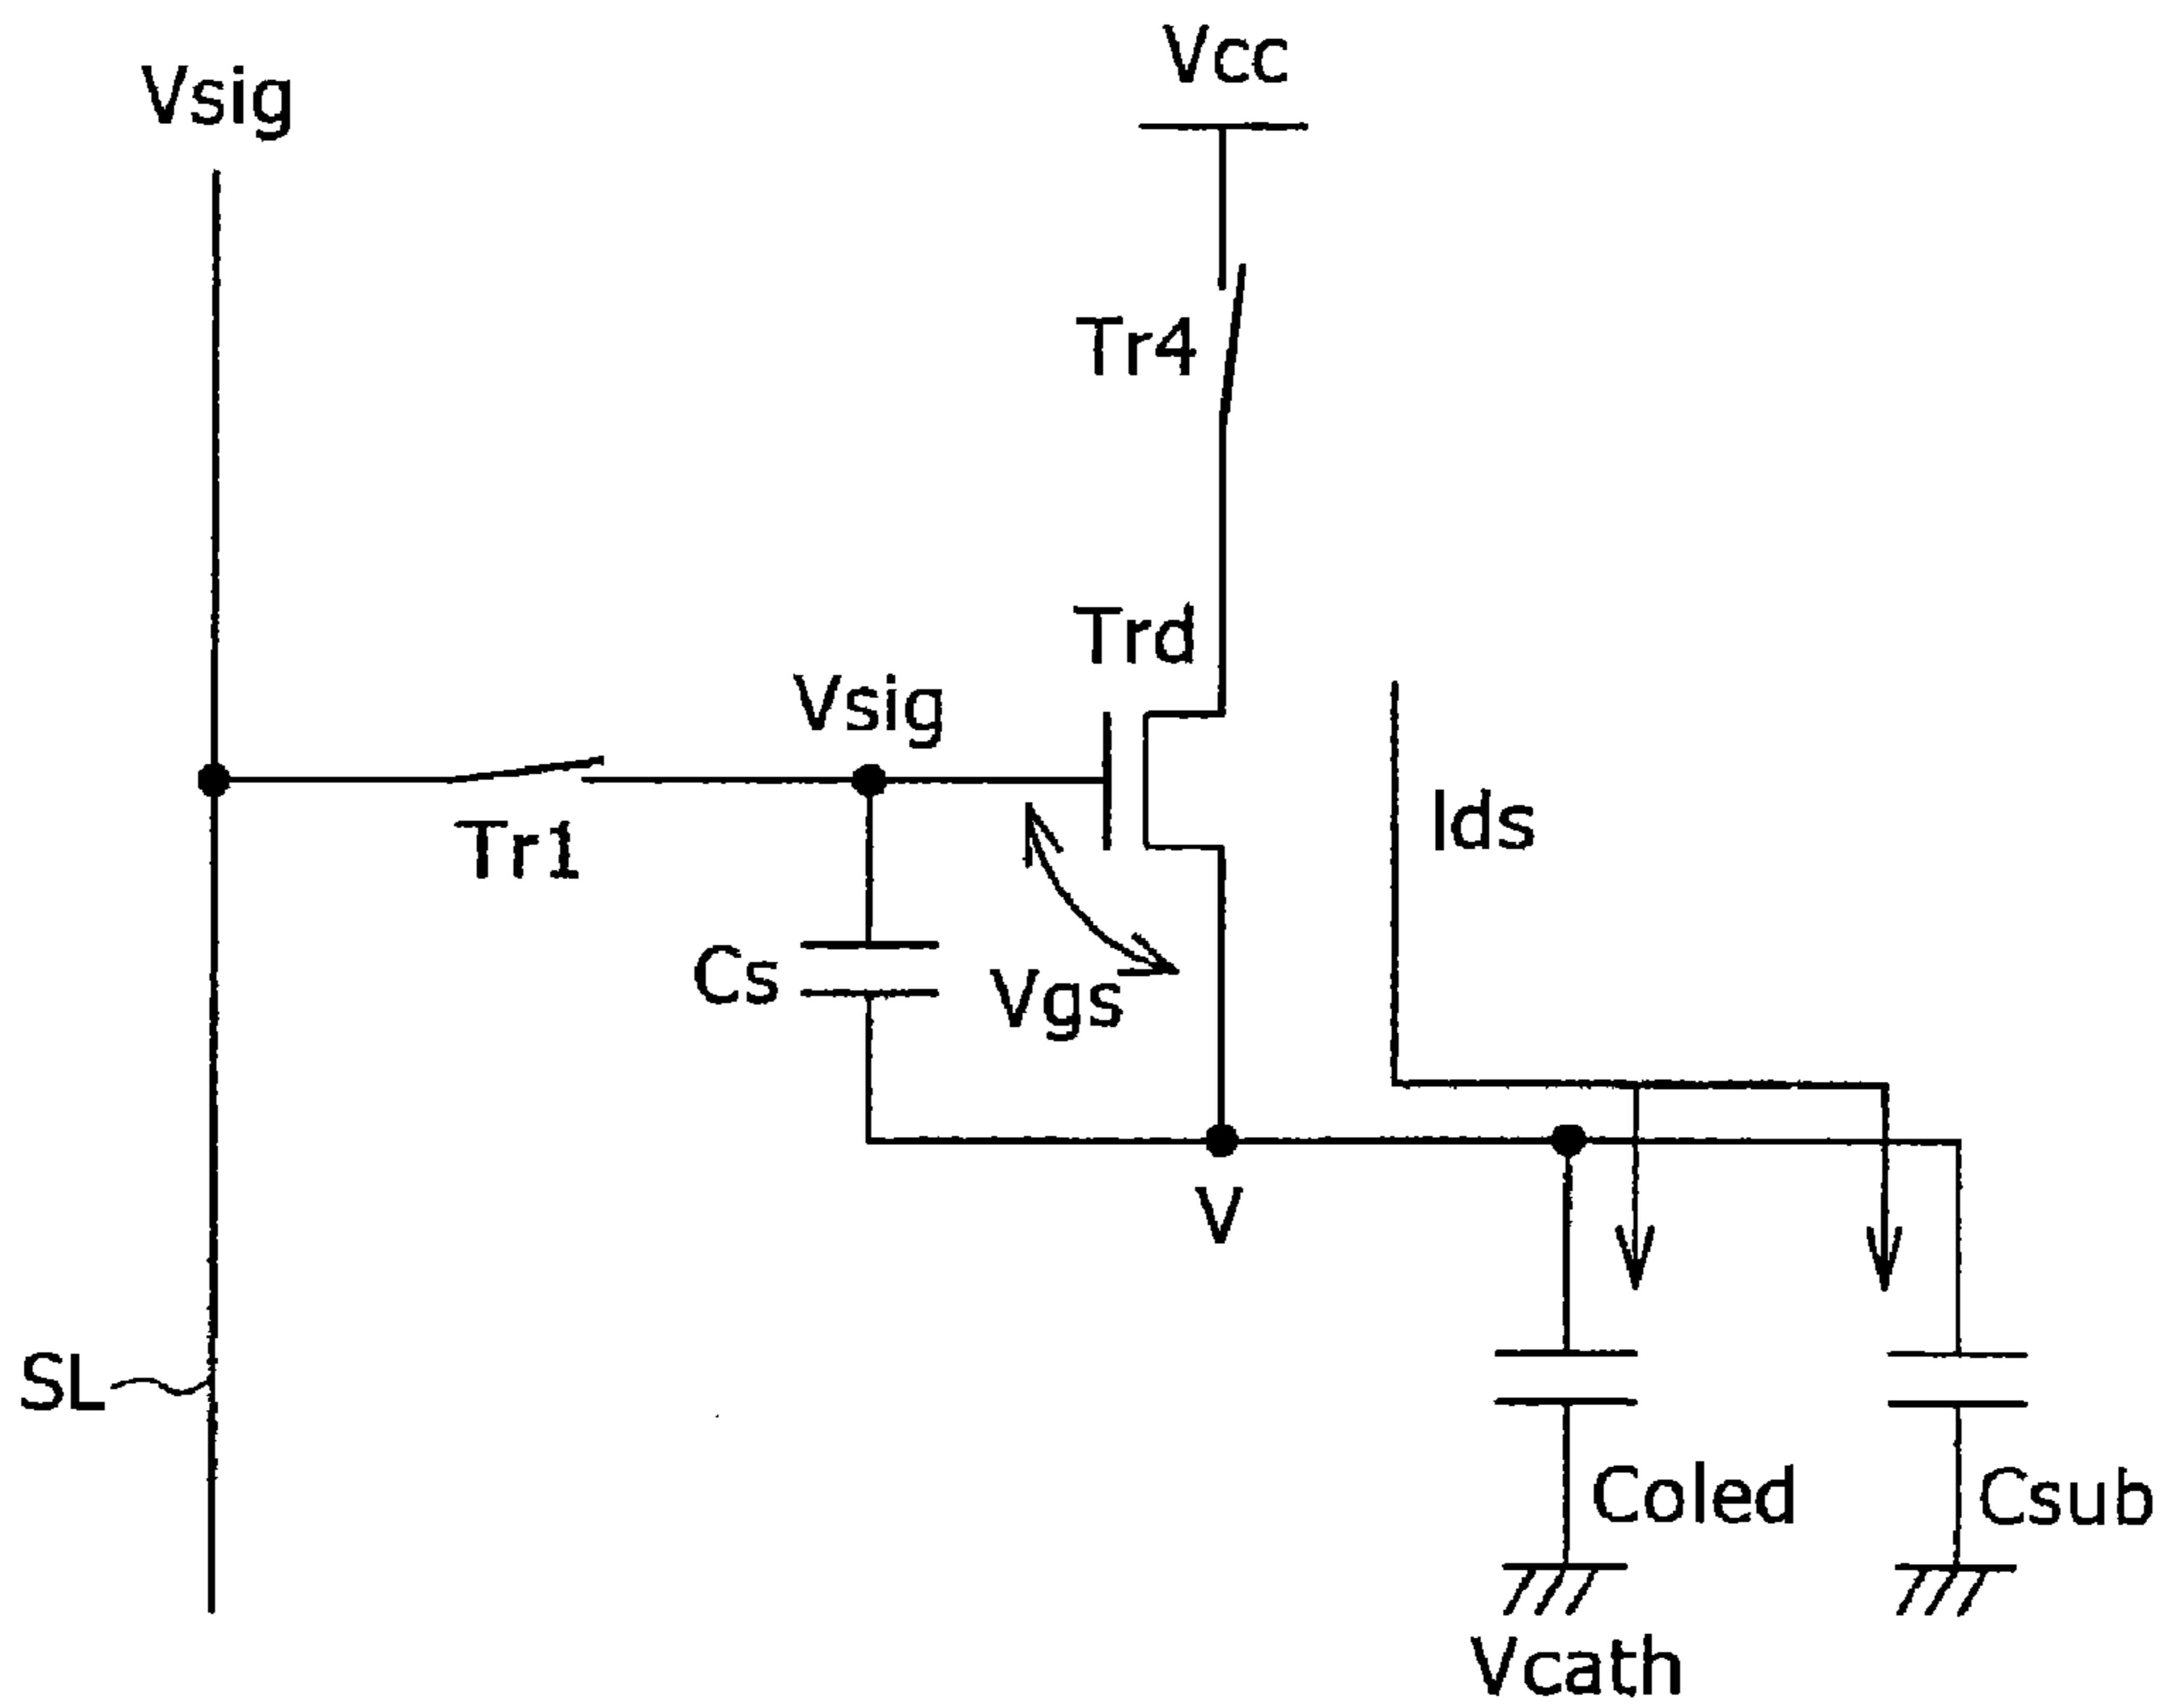 Vcc
Vsig
Tr4
Trd
Vsig
Ids
Tr1
Cs
Vgs
V
SL
Coled
Csub
Vcath